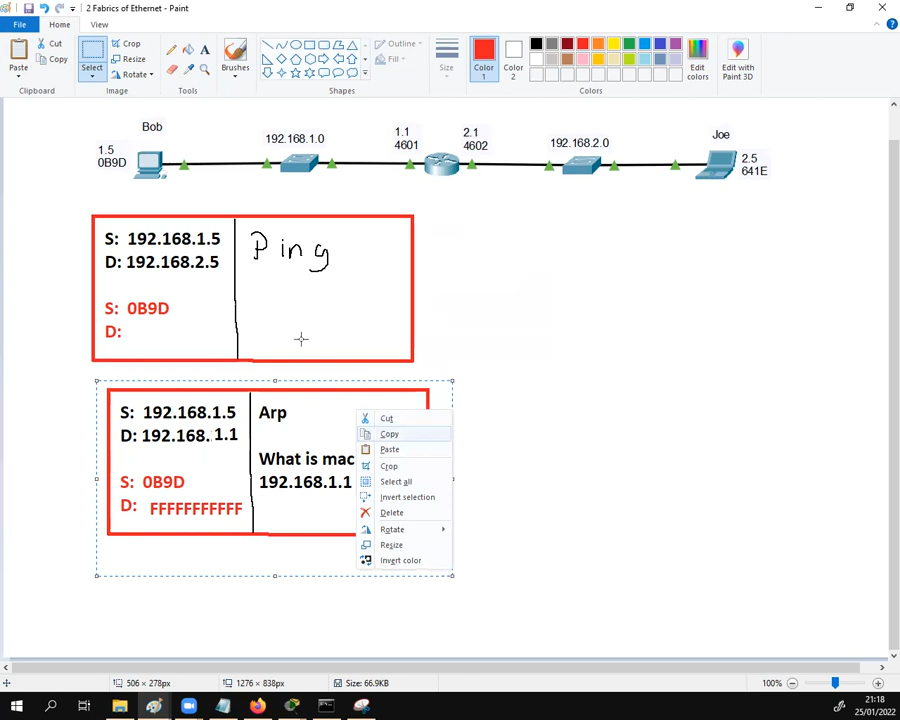 2 Fabrics of Ethernet - Paint
File Home View
Paste
Cut
Copy
Clipboard
Select
Crop
Resize
Rotate
Image
Tools
Brushes
Outline
Fill
Shapes
Size
Color 1
Color 2
Edit colors
Colors
Edit with Paint 3D
Bob
1.5
0B9D
192.168.1.0
1.1
4601
2.1
4602
192.168.2.0
Joe
2.5
641E
S: 192.168.1.5
D: 192.168.2.5
S: 0B9D
D:
Ping
S: 192.168.1.5
D: 192.168.1.1
S: 0B9D
D: FFFFFFFFFFF
Arp
What is mac
192.168.1.1
Cut
Copy
Paste
Crop
Select all
Invert selection
Delete
Rotate
Resize
Invert color
506 × 278px
1276 × 838px
Size: 66.9KB
100%
21:18
25/01/2022